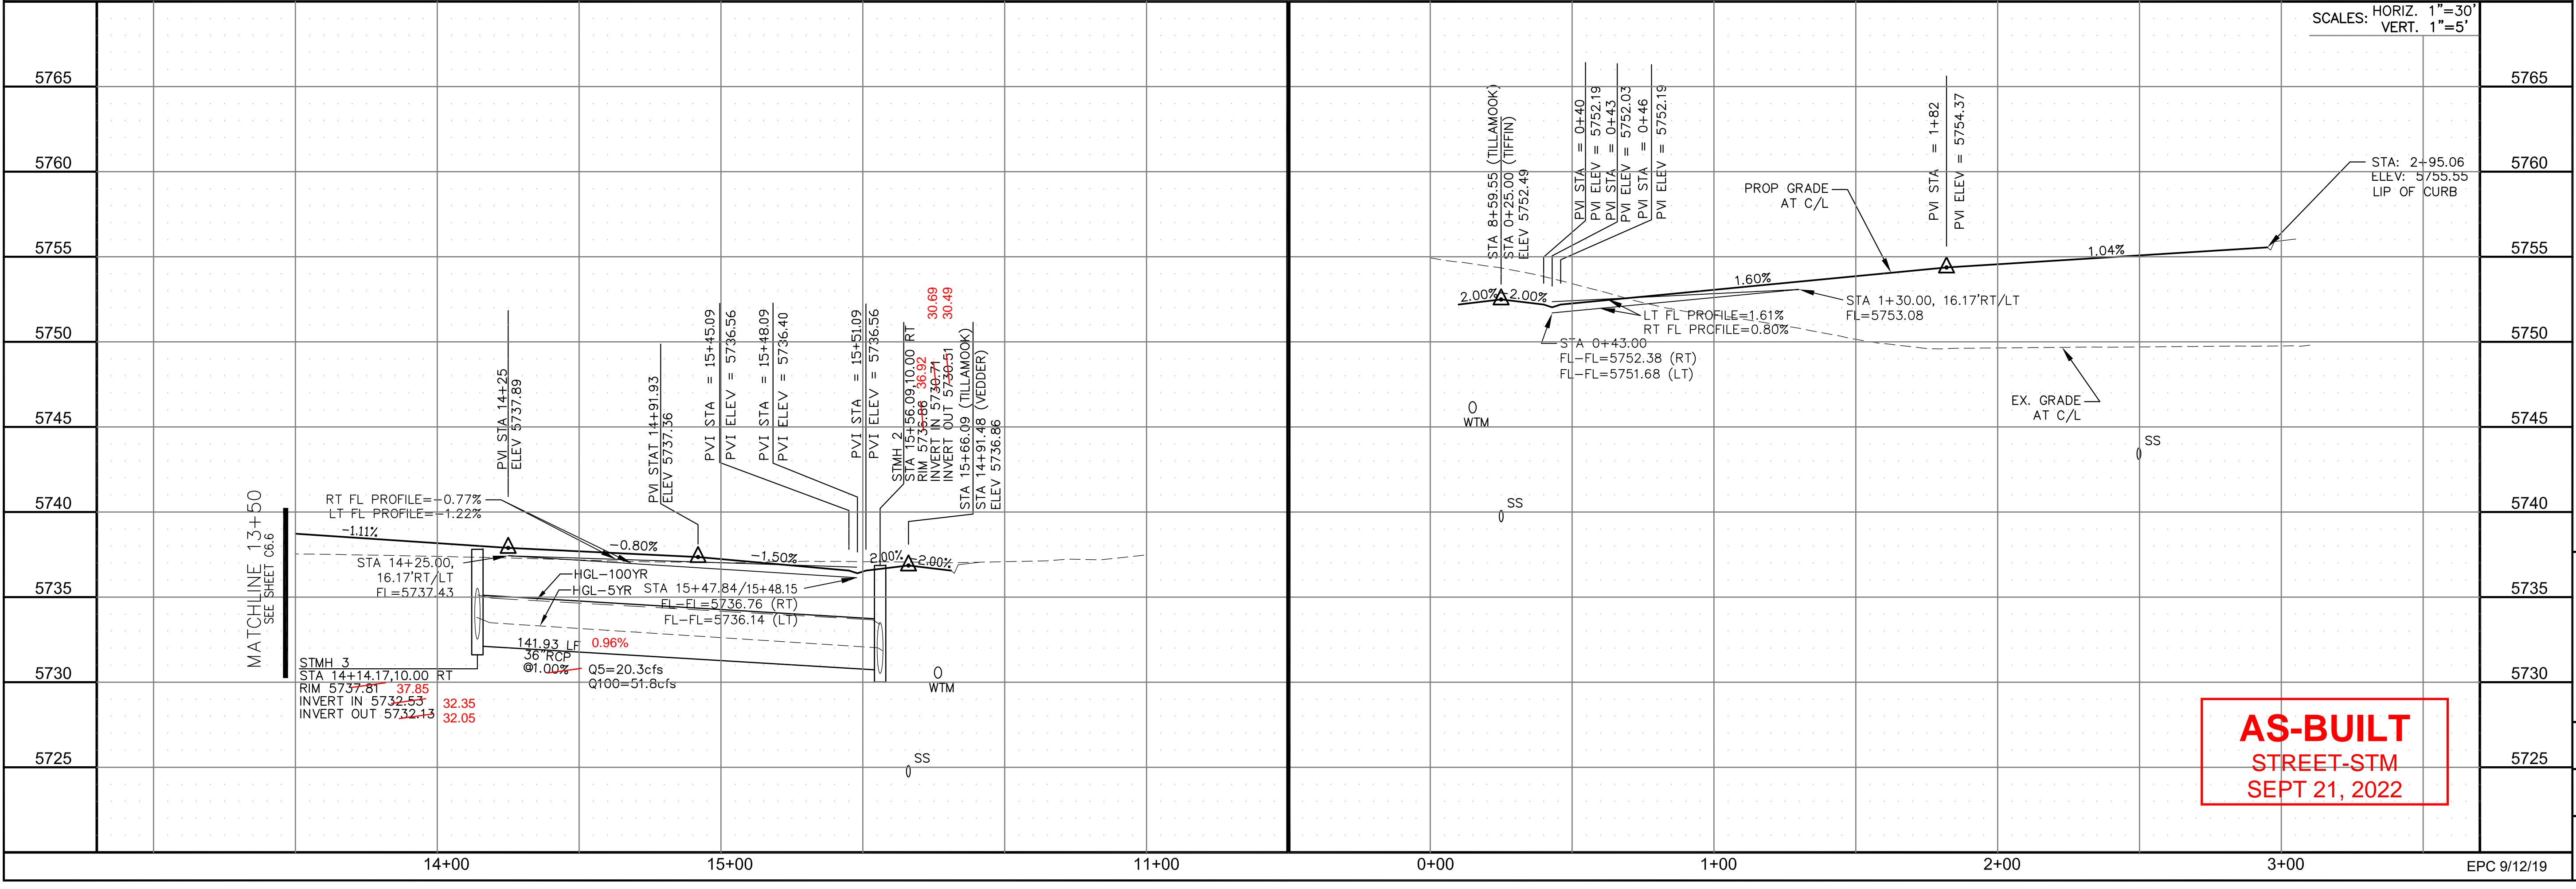 SCALES: HORIZ. 1"=30'
VERT. 1"=5'
5765
5760
5755
5750
5745
5740
5735
5730
5725
MATCHLINE 13+50
SEE SHEET C6.6
RT FL PROFILE=-0.77%
LT FL PROFILE=-1.22%
-1.11%
STA 14+25.00,
16.17'RT/LT
FL=5737.43
PVI STA 14+25
ELEV 5737.89
-0.80%
PVI STAT 14+91.93
ELEV 5737.36
-1.50%
PVI STA = 15+45.09
PVI ELEV = 5736.56
PVI STA = 15+48.09
PVI ELEV = 5736.40
PVI STA = 15+51.09
PVI ELEV = 5736.56
STMH 2
STA 15+56.09,10.00 RT
RIM 5736.86 36.92
INVERT IN 5730.71 30.69
INVERT OUT 5730.51 30.49
STA 15+66.09 (TILLAMOOK)
STA 14+91.48 (VEDDER)
ELEV 5736.86
2.00%
-2.00%
HGL-100YR
HGL-5YR
STA 15+47.84/15+48.15
FL-FL=5736.76 (RT)
FL-FL=5736.14 (LT)
141.93 LF 0.96%
36"RCP
@1.00%
Q5=20.3cfs
Q100=51.8cfs
STMH 3
STA 14+14.17,10.00 RT
RIM 5737.81 37.85
INVERT IN 5732.53 32.35
INVERT OUT 5732.13 32.05
WTM
SS
STA 8+59.55 (TILLAMOOK)
STA 0+25.00 (TIFFIN)
ELEV 5752.49
PVI STA = 0+40
PVI ELEV = 5752.19
PVI STA = 0+43
PVI ELEV = 5752.03
PVI STA = 0+46
PVI ELEV = 5752.19
PROP GRADE
AT C/L
PVI STA = 1+82
PVI ELEV = 5754.37
STA: 2+95.06
ELEV: 5755.55
LIP OF CURB
2.00%
-2.00%
1.60%
1.04%
STA 1+30.00, 16.17'RT/LT
FL=5753.08
LT FL PROFILE=1.61%
RT FL PROFILE=0.80%
STA 0+43.00
FL-FL=5752.38 (RT)
FL-FL=5751.68 (LT)
EX. GRADE
AT C/L
WTM
SS
SS
5765
5760
5755
5750
5745
5740
5735
5730
5725
AS-BUILT
STREET-STM
SEPT 21, 2022
14+00
15+00
11+00
0+00
1+00
2+00
3+00
EPC 9/12/19